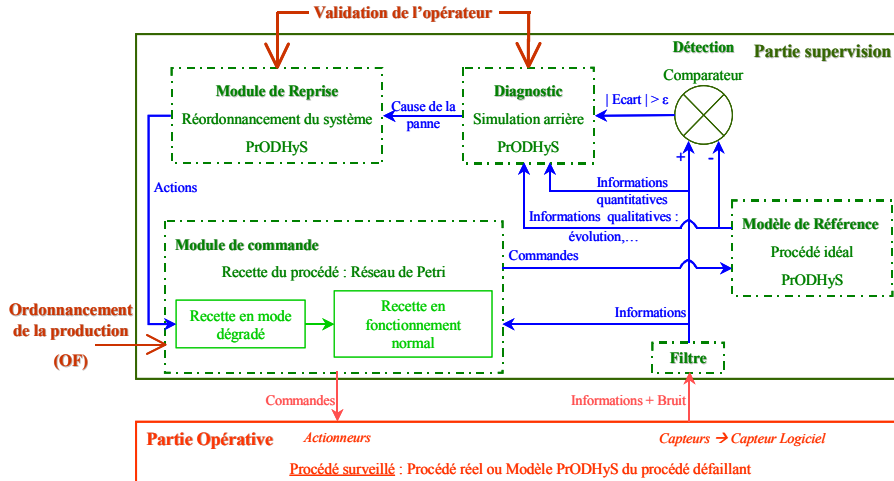 Validation de l'opérateur
Partie supervision
Détection
Comparateur
Module de Reprise
Réordonnancement du système
PrODHyS
Cause de la
panne
Diagnostic
Simulation arrière
PrODHyS
| Ecart | > ε
+
-
Actions
Informations
quantitatives
Informations qualitatives :
évolution,…
Modèle de Référence
Procédé idéal
PrODHyS
Module de commande
Recette du procédé : Réseau de Petri
Commandes
Recette en mode
dégradé
Recette en
fonctionnement
normal
Informations
Ordonnancement
de la production
(OF)
Filtre
Commandes
Informations + Bruit
Partie Opérative
Actionneurs
Capteurs → Capteur Logiciel
Procédé surveillé : Procédé réel ou Modèle PrODHyS du procédé défaillant